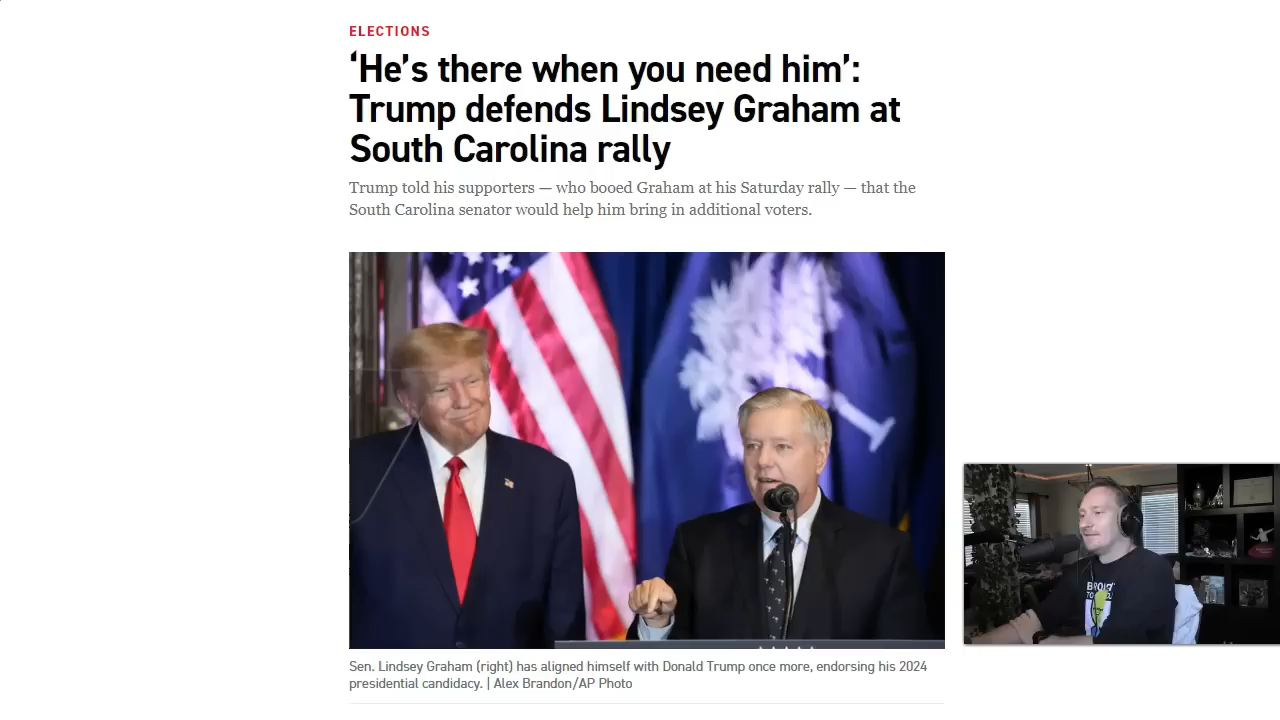 ELECTIONS
‘He’s there when you need him’:
Trump defends Lindsey Graham at
South Carolina rally
Trump told his supporters — who booed Graham at his Saturday rally — that the
South Carolina senator would help him bring in additional voters.
Sen. Lindsey Graham (right) has aligned himself with Donald Trump once more, endorsing his 2024
presidential candidacy. | Alex Brandon/AP Photo